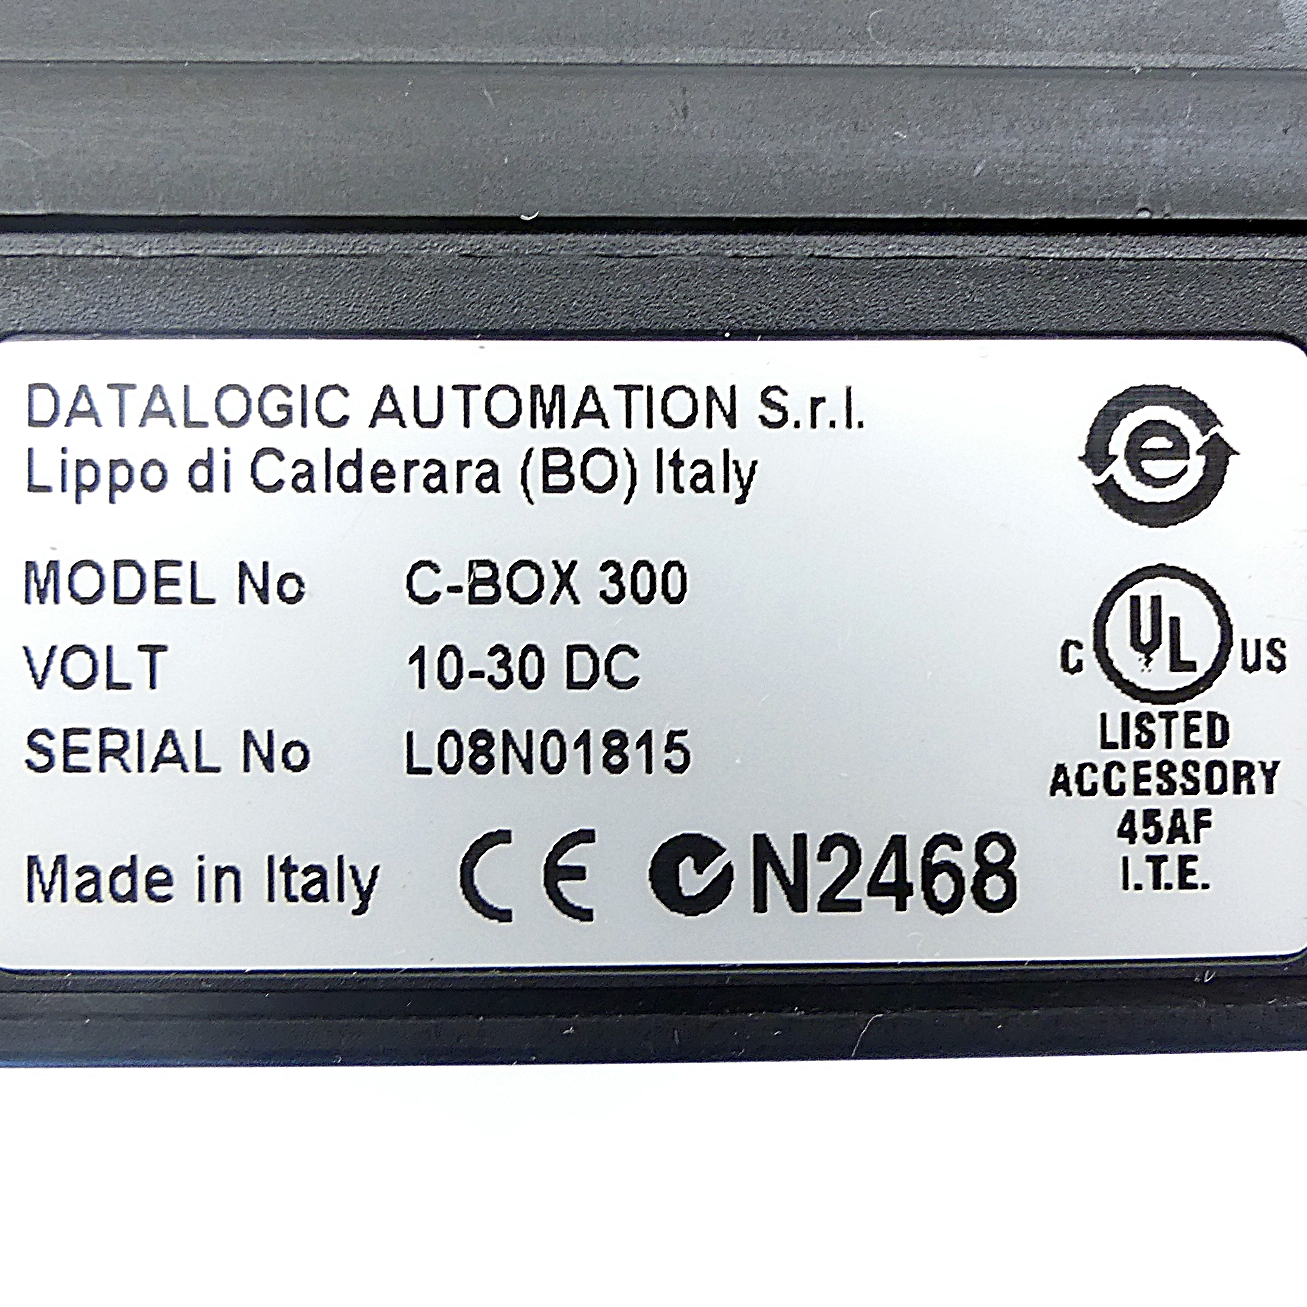 DATALOGIC AUTOMATION S.r.l.
Lippo di Calderara (BO) Italy
e
MODEL No C-BOX 300
VOLT 10-30 DC
SERIAL No L08N01815
Made in Italy CE N2468
C UL US
LISTED
ACCESSORY
45AF
I.T.E.